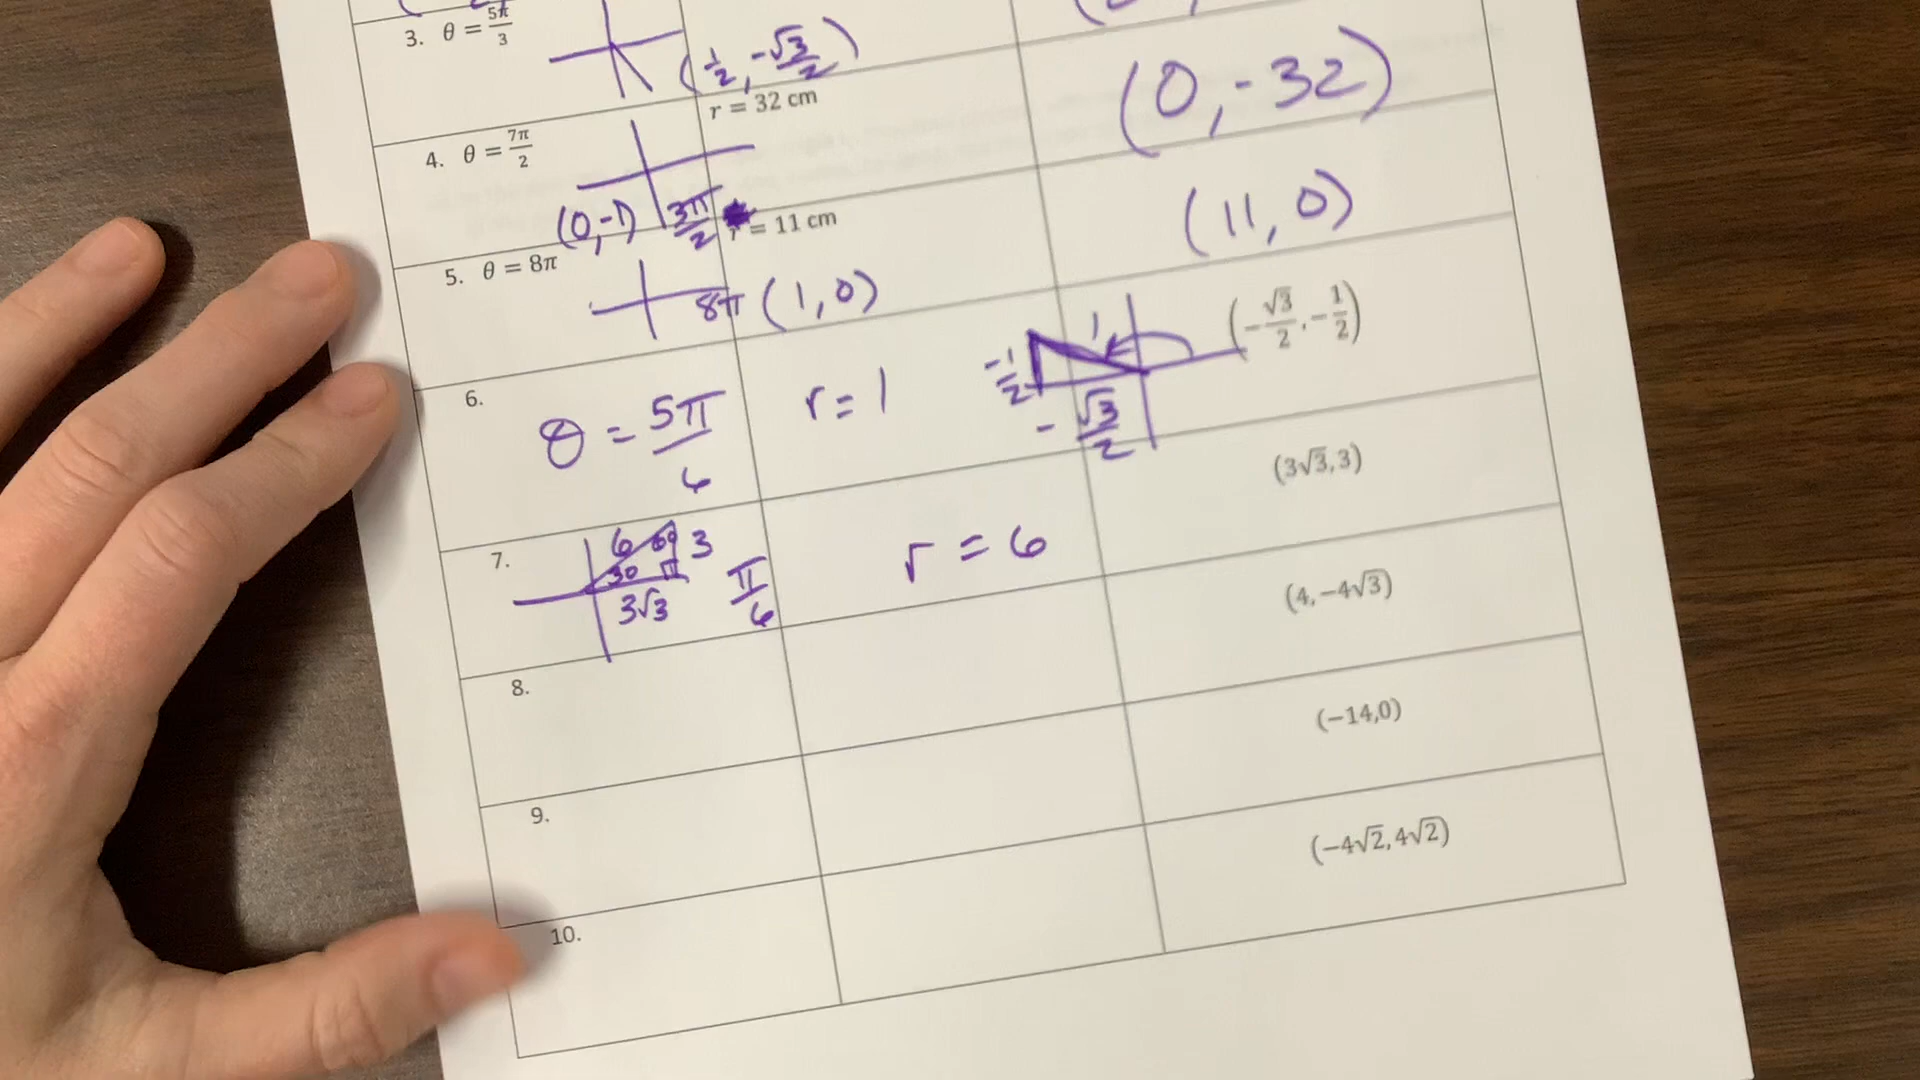 3. θ = 5π/3
(1/2, -√3/2)
r = 32 cm
(0, -32)
4. θ = 7π/2
(0,-1) 3π/2
= 11 cm
(11, 0)
5. θ = 8π
8π (1, 0)
(-√3/2, -1/2)
1
-1/2
-√3/2
6.
θ = 5π/6
r = 1
(3√3, 3)
7.
6 60 3
30
3√3
π/6
r = 6
(4, -4√3)
8.
(-14,0)
9.
(-4√2, 4√2)
10.